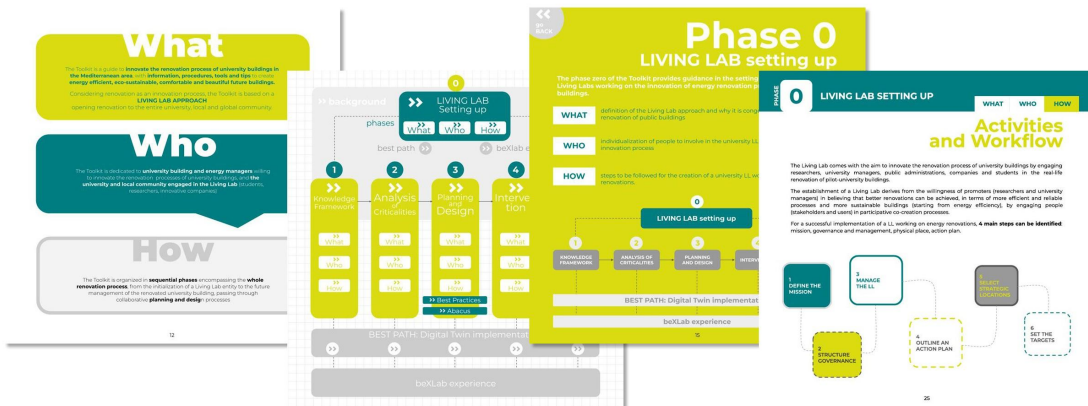 What
The Toolkit is a guide to innovate the renovation process of university buildings in
the Mediterranean area, with information, procedures, tools and tips to create
energy efficient, eco-sustainable, comfortable and beautiful future buildings.
Considering renovation as an innovation process, the Toolkit is based on a
LIVING LAB APPROACH
opening renovation to the entire university, local and global community.
Who
The Toolkit is dedicated to university building and energy managers willing
to innovate the renovation processes of university buildings, and the
university and local community engaged in the Living Lab (students,
researchers, innovative companies)
How
The Toolkit is organized in sequential phases encompassing the whole
renovation process, from the initialization of a Living Lab entity to the future
management of the renovated university building, passing through
collaborative planning and design processes
12
>> background
0
>> LIVING LAB
Setting up
phases
>> What
>> Who
>> How
best path >>
>> beXlab e
1
2
3
4
>> Knowledge
Framework
>> Analysis
of
Criticalities
>> Planning
and
Design
>> Interven
tion
>> What
>> What
>> What
>> What
>> Who
>> Who
>> Who
>> Who
>> How
>> How
>> How
>> How
>> Best Practices
>> Abacus
BEST PATH: Digital Twin implementat
>> >> >> >> >>
beXLab experience
<< go
BACK
Phase 0
LIVING LAB setting up
The phase zero of the Toolkit provides guidance in the setting
Living Labs working on the innovation of energy renovation p
buildings.
WHAT
definition of the Living Lab approach and why it is cong
renovation of public buildings
WHO
individualization of people to involve in the university LL
innovation process.
HOW
steps to be followed for the creation of a university LL w
renovations.
0
LIVING LAB setting up
1
2
3
4
KNOWLEDGE
FRAMEWORK
ANALYSIS OF
CRITICALITIES
PLANNING
AND DESIGN
INTERV
BEST PATH: Digital Twin implementat
beXLab experience
15
PHASE
0
LIVING LAB SETTING UP
WHAT
WHO
HOW
Activities
and Workflow
The Living Lab comes with the aim to innovate the renovation process of university buildings by engaging
researchers, university managers, public administrations, companies and students in the real-life
renovation of pilot university buildings.
The establishment of a Living Lab derives from the willingness of promoters (researchers and university
managers) in believing that better renovations can be achieved, in terms of more efficient and reliable
processes and more sustainable buildings (starting from energy efficiency), by engaging people
(stakeholders and users) in participative co-creation processes.
For a successful implementation of a LL working on energy renovations, 4 main steps can be identified:
mission, governance and management, physical place, action plan.
1
DEFINE THE
MISSION
3
MANAGE
THE LL
5
SELECT
STRATEGIC
LOCATIONS
2
STRUCTURE
GOVERNANCE
4
OUTLINE AN
ACTION PLAN
6
SET THE
TARGETS
25